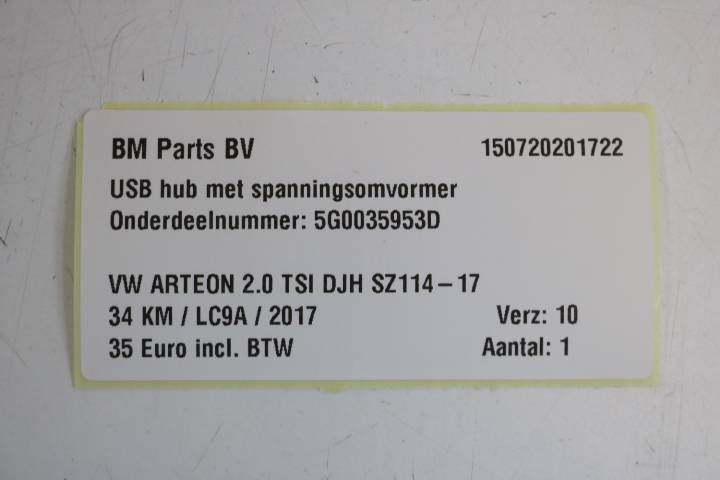 BM Parts BV 150720201722
USB hub met spanningsomvormer
Onderdeelnummer: 5G0035953D
VW ARTEON 2.0 TSI DJH SZ114-17
34 KM / LC9A / 2017 Verz: 10
35 Euro incl. BTW Aantal: 1